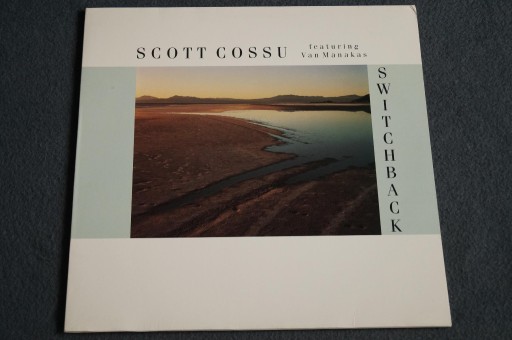 SCOTT COSSU
featuring
Van Manakas
SWITCHBACK